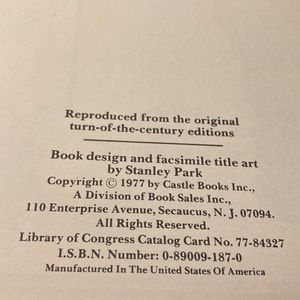 Reproduced from the original
turn-of-the-century editions
Book design and facsimile title art
by Stanley Park
Copyright © 1977 by Castle Books Inc.,
A Division of Book Sales Inc.,
110 Enterprise Avenue, Secaucus, N. J. 07094.
All Rights Reserved.
Library of Congress Catalog Card No. 77-84327
I.S.B.N. Number: 0-89009-187-0
Manufactured In The United States Of America